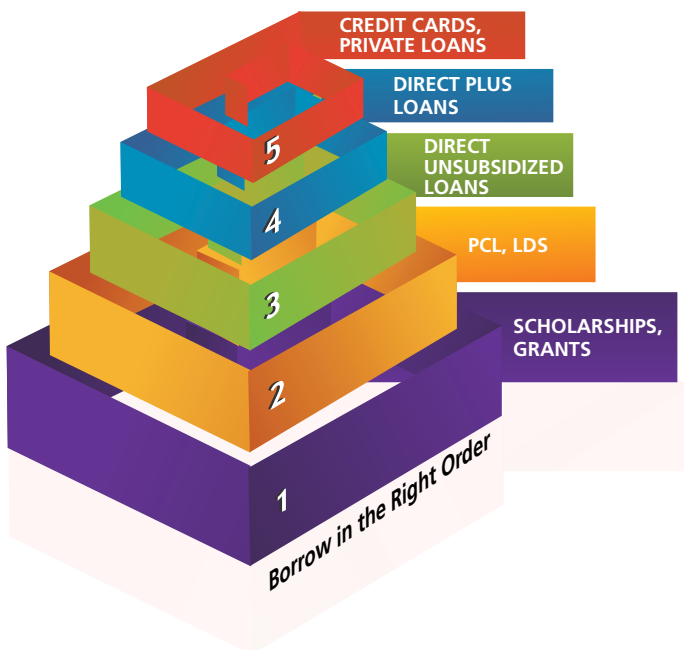 CREDIT CARDS,
PRIVATE LOANS
DIRECT PLUS
LOANS
DIRECT
UNSUBSIDIZED
LOANS
PCL, LDS
SCHOLARSHIPS,
GRANTS
5
4
3
2
1
Borrow in the Right Order